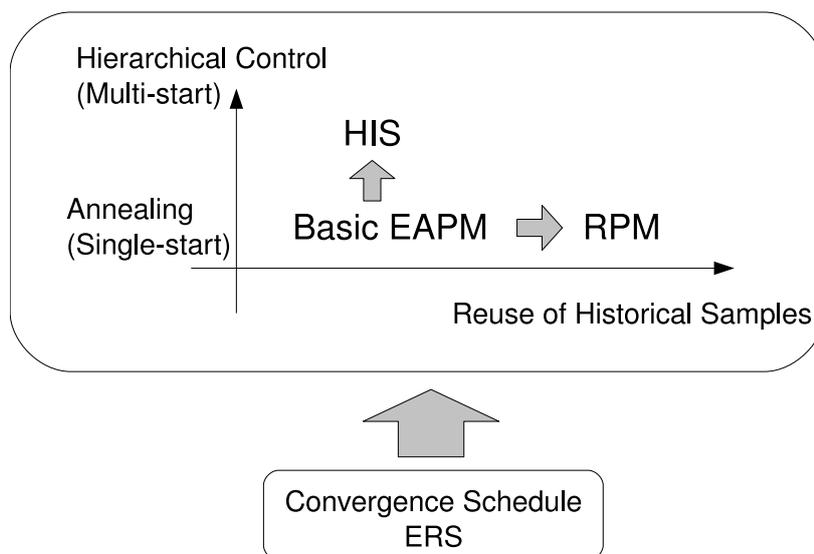 Hierarchical Control
(Multi-start)
HIS
Annealing
(Single-start)
Basic EAPM
RPM
Reuse of Historical Samples
Convergence Schedule
ERS